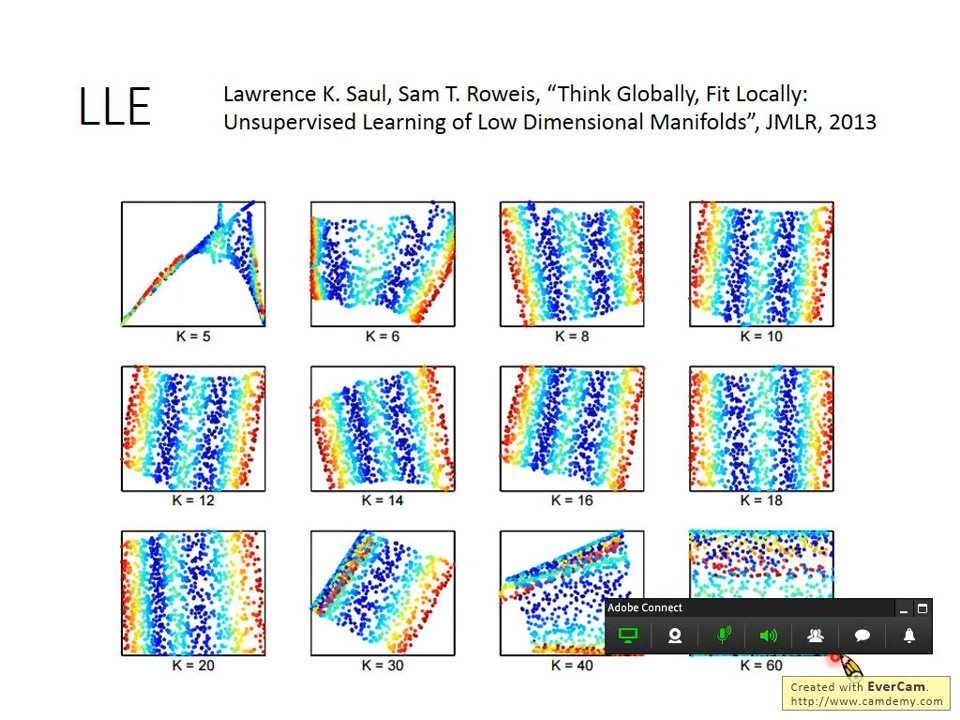 LLE
Lawrence K. Saul, Sam T. Roweis, “Think Globally, Fit Locally:
Unsupervised Learning of Low Dimensional Manifolds”, JMLR, 2013
K = 5
K = 6
K = 8
K = 10
K = 12
K = 14
K = 16
K = 18
K = 20
K = 30
K = 40
K = 60
Adobe Connect
Created with EverCam.
http://www.camdemy.com